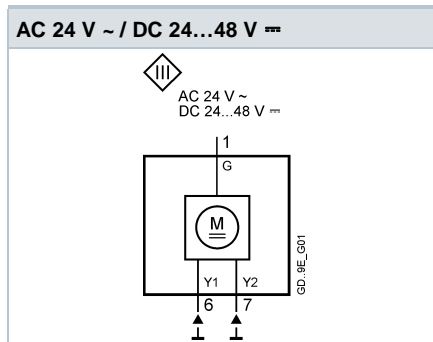 AC 24 V ~ / DC 24…48 V ⎓
III
AC 24 V ~
DC 24...48 V ⎓
1
G
M
Y1 Y2
6 7
GD..9E_G01